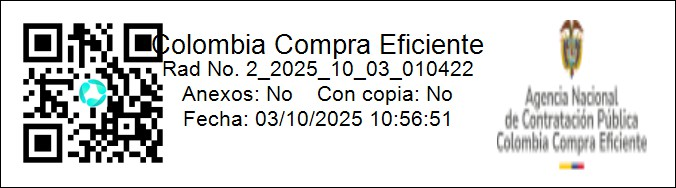 Colombia Compra Eficiente
Rad No. 2_2025_10_03_010422
Anexos: No    Con copia: No
Fecha: 03/10/2025 10:56:51
Agencia Nacional
de Contratación Pública
Colombia Compra Eficiente